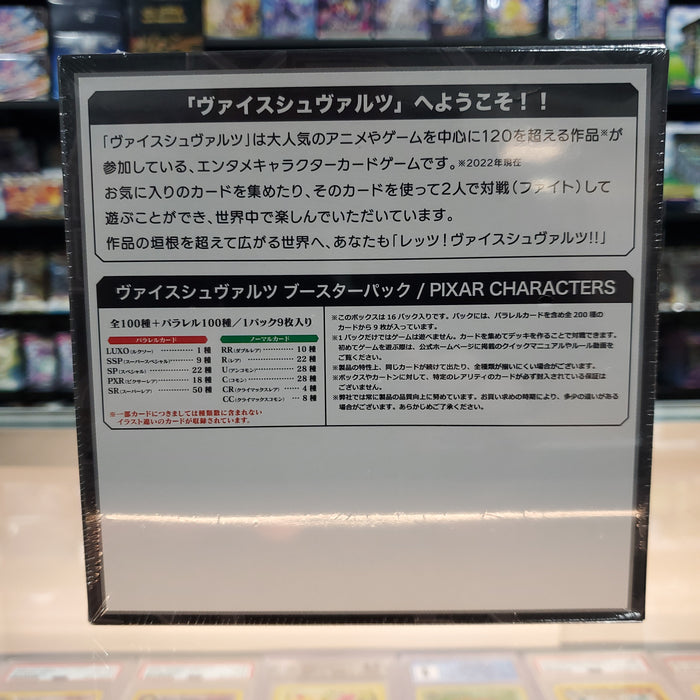 「ヴァイスシュヴァルツ」へようこそ！！
「ヴァイスシュヴァルツ」は大人気のアニメやゲームを中心に120を超える作品※が
参加している、エンタメキャラクターカードゲームです。※2022年現在
お気に入りのカードを集めたり、そのカードを使って2人で対戦（ファイト）して
遊ぶことができ、世界中で楽しんでいただいています。
作品の垣根を超えて広がる世界へ、あなたも「レッツ！ヴァイスシュヴァルツ!!」
ヴァイスシュヴァルツ ブースターパック / PIXAR CHARACTERS
全100種＋パラレル100種／1パック9枚入り
パラレルカード
LUXO(ルクソー)………1種
SSP(スーパースペシャル)……9種
SP(スペシャル)………22種
PXR(ピクサーレア)……18種
SR(スーパーレア)………50種
ノーマルカード
RR(ダブルレア)………10種
R(レア)………22種
U(アンコモン)………28種
C(コモン)………28種
CR(クライマックスレア)……4種
CC(クライマックスコモン)…8種
※一部カードにつきましては種類数に含まれない
イラスト違いのカードが収録されています。
※このボックスは16パック入りです。パックには、パラレルカードを含め全200種の
カードから9枚が入っています。
※1パックだけではゲームは遊べません。カードを集めてデッキを作ることで対戦できます。
初めてゲームを遊ぶ際は、公式ホームページに掲載のクイックマニュアルやルール動画を
ご覧ください。
※製品の特性上、同じカードが続けて出たり、全種類が揃いにくい場合がございます。
※ボックスやカートンに対して、特定のレアリティのカードが必ず封入されている保証は
ございません。
※弊社では常に製品の品質向上に努めています。お買い求めの時期により、多少の違いがある
場合がございます。あらかじめご了承ください。